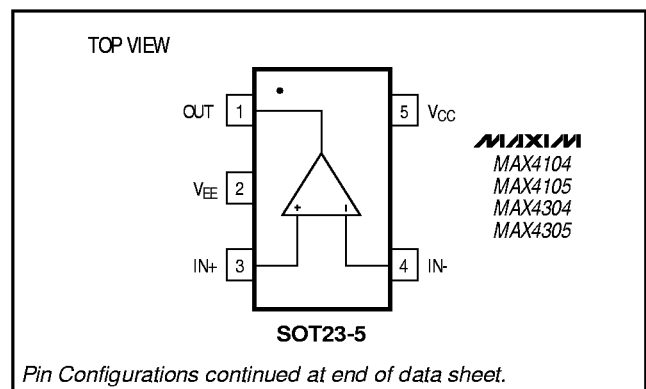 TOP VIEW
OUT 1
5 VCC
VEE 2
IN+ 3
4 IN-
+ -
MAXIM
MAX4104
MAX4105
MAX4304
MAX4305
SOT23-5
Pin Configurations continued at end of data sheet.